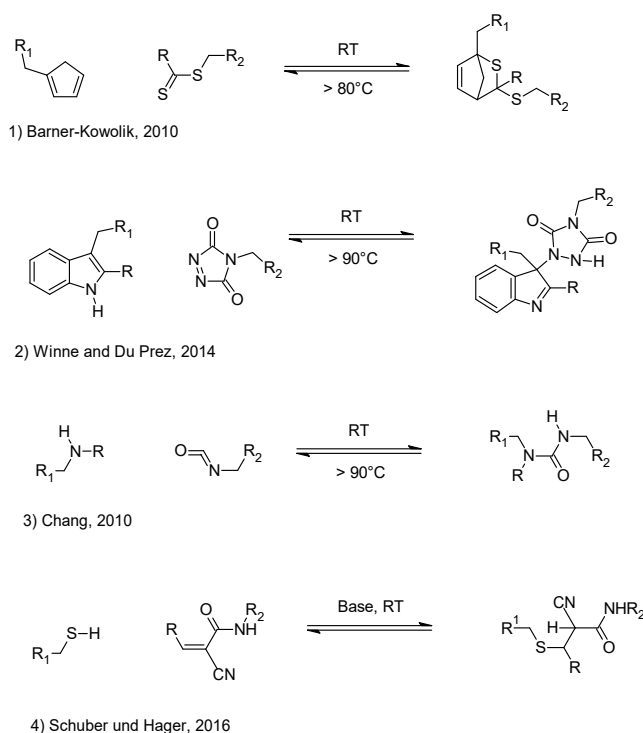 R1
R
S
S
R2
RT
> 80°C
R1
S
R
S
R2
1) Barner-Kowolik, 2010
R1
R
N
H
O
N
N
N
O
R2
RT
> 90°C
R2
N
O
O
N
N-H
R1
R
N
2) Winne and Du Prez, 2014
H
N
R
R1
O
N
R2
RT
> 90°C
R1
H
N
N
R
O
R2
3) Chang, 2010
S-H
R1
R
O
R2
NH
CN
Base, RT
R1
S
H
CN
NHR2
O
R
4) Schuber und Hager, 2016